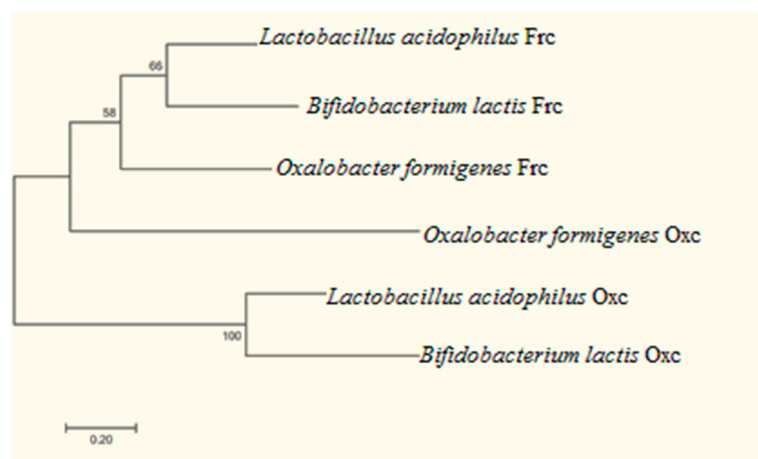 Lactobacillus acidophilus Frc
66
Bifidobacterium lactis Frc
58
Oxalobacter formigenes Frc
Oxalobacter formigenes Oxc
Lactobacillus acidophilus Oxc
100
Bifidobacterium lactis Oxc
0.20